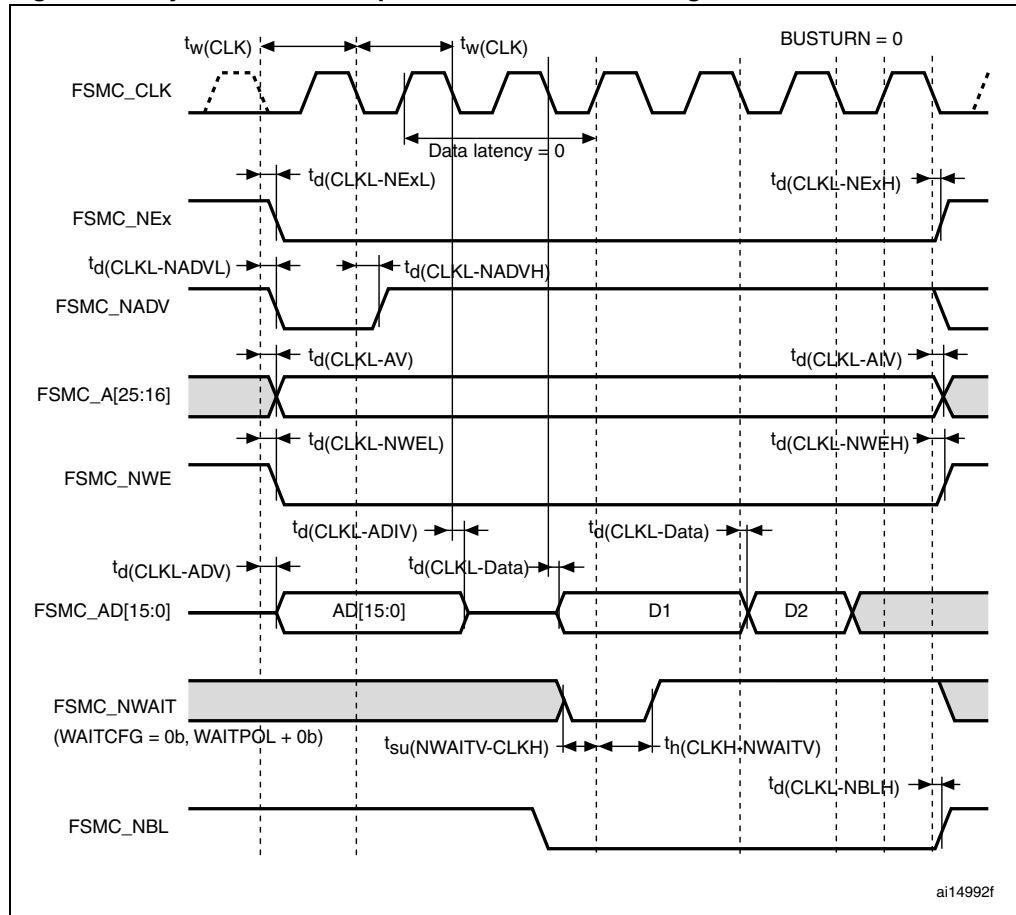 tw(CLK) tw(CLK) BUSTURN = 0
FSMC_CLK
Data latency = 0
td(CLKL-NExL) td(CLKL-NExH)
FSMC_NEx
td(CLKL-NADVL) td(CLKL-NADVH)
FSMC_NADV
td(CLKL-AV) td(CLKL-AIV)
FSMC_A[25:16]
td(CLKL-NWEL) td(CLKL-NWEH)
FSMC_NWE
td(CLKL-ADIV) td(CLKL-Data)
td(CLKL-ADV) td(CLKL-Data)
FSMC_AD[15:0] AD[15:0] D1 D2
FSMC_NWAIT
(WAITCFG = 0b, WAITPOL + 0b)
tsu(NWAITV-CLKH) th(CLKH-NWAITV)
td(CLKL-NBLH)
FSMC_NBL
ai14992f